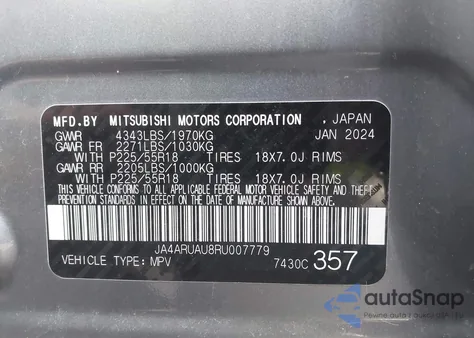 MFD.BY MITSUBISHI MOTORS CORPORATION . JAPAN
GVWR 4343LBS/1970KG JAN 2024
GAWR FR 2271LBS/1030KG
WITH P225/55R18 TIRES 18X7.0J RIMS
GAWR RR 2205LBS/1000KG
WITH P225/55R18 TIRES 18X7.0J RIMS
THIS VEHICLE CONFORMS TO ALL APPLICABLE FEDERAL MOTOR VEHICLE SAFETY AND THEFT
PREVENTION STANDARDS IN EFFECT ON THE DATE OF MANUFACTURE SHOWN ABOVE.
JA4ARUAU8RU007779
VEHICLE TYPE: MPV 7430C 357
autoSnap
Pewne auto z USA